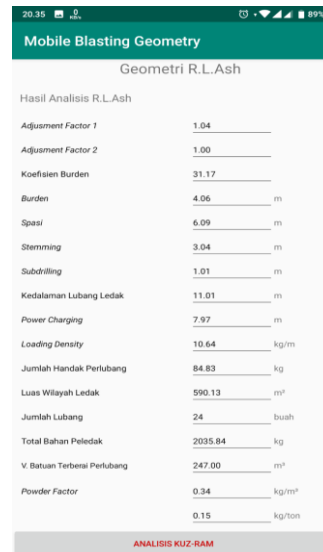 20.35 0 KB/s 89%
Mobile Blasting Geometry
Geometri R.L.Ash
Hasil Analisis R.L.Ash
Adjusment Factor 1 1.04
Adjusment Factor 2 1.00
Koefisien Burden 31.17
Burden 4.06 m
Spasi 6.09 m
Stemming 3.04 m
Subdrilling 1.01 m
Kedalaman Lubang Ledak 11.01 m
Power Charging 7.97 m
Loading Density 10.64 kg/m
Jumlah Handak Perlubang 84.83 kg
Luas Wilayah Ledak 590.13 m²
Jumlah Lubang 24 buah
Total Bahan Peledak 2035.84 kg
V. Batuan Terberai Perlubang 247.00 m³
Powder Factor 0.34 kg/m³
0.15 kg/ton
ANALISIS KUZ-RAM